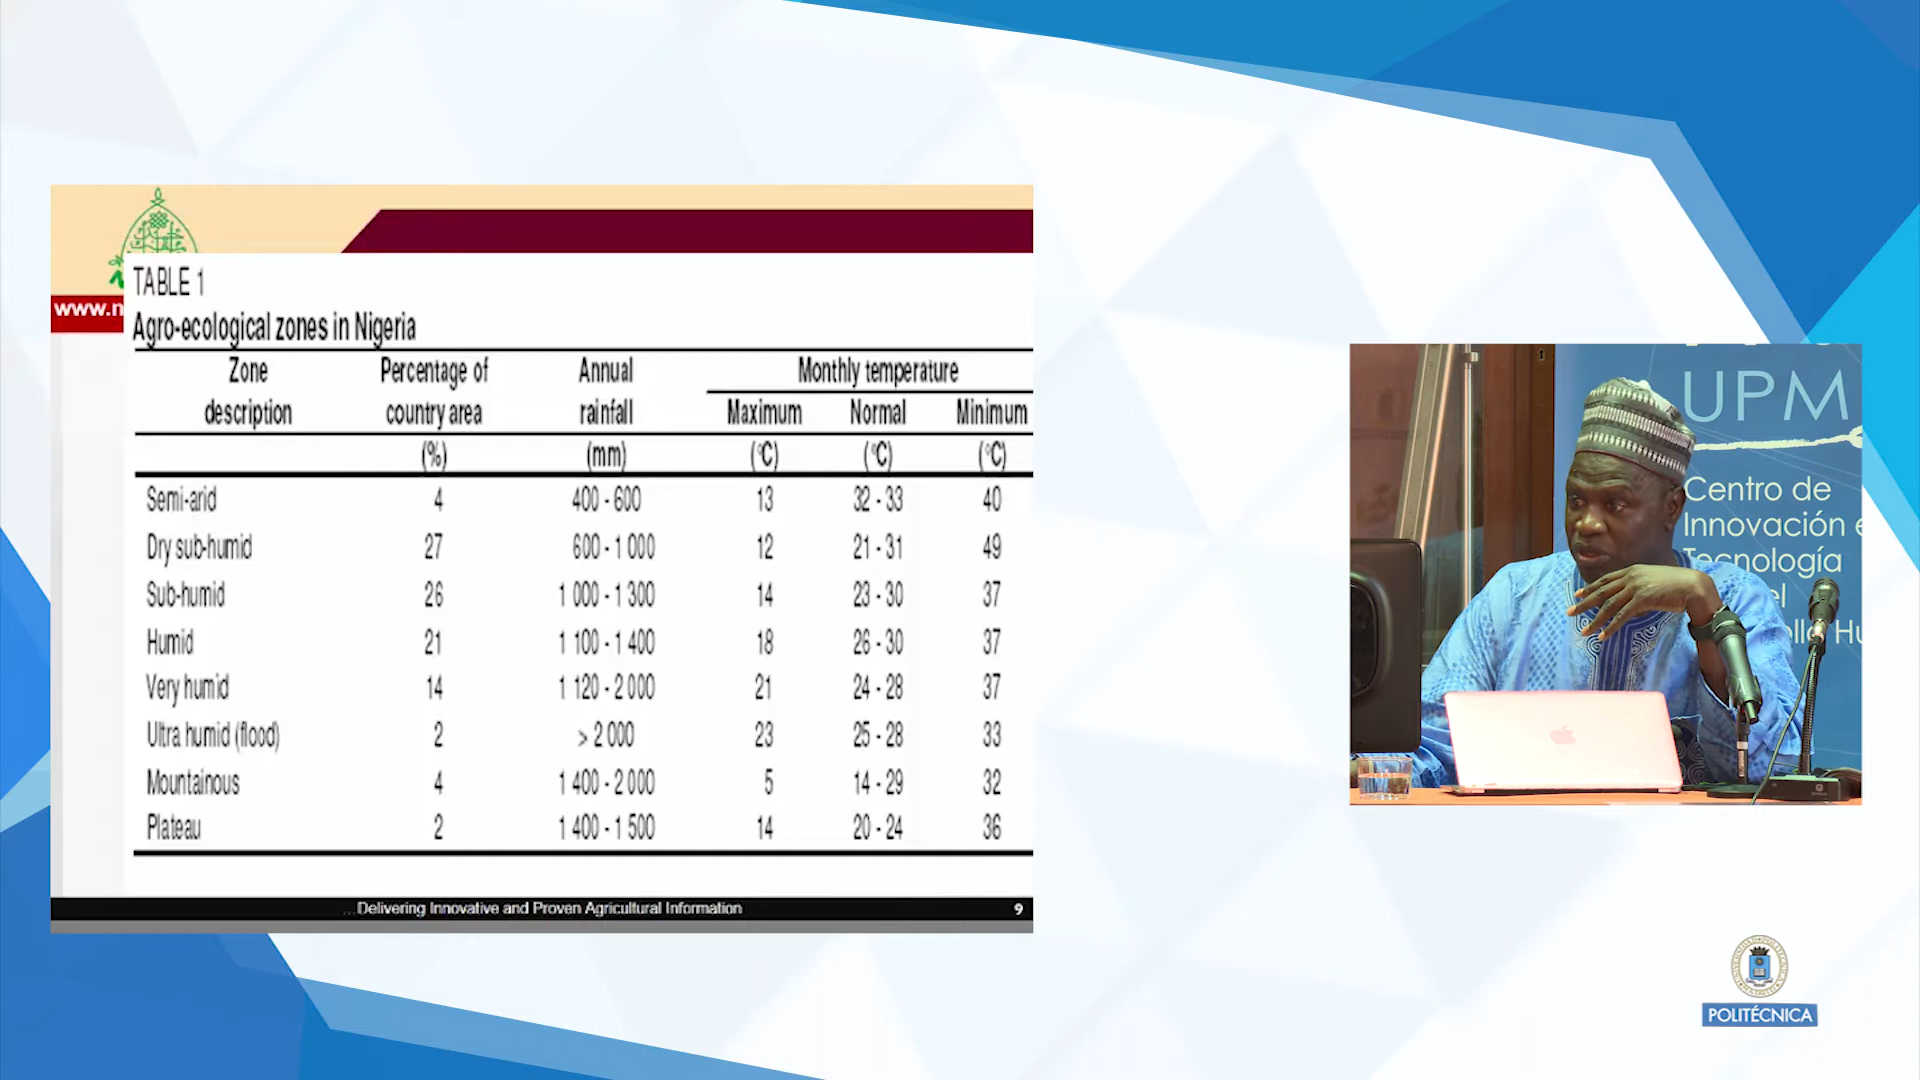 www.n
TABLE 1
Agro-ecological zones in Nigeria
Zone description Percentage of country area Annual rainfall Monthly temperature
Maximum Normal Minimum
(%) (mm) (°C) (°C) (°C)
Semi-arid 4 400 - 600 13 32 - 33 40
Dry sub-humid 27 600 - 1 000 12 21 - 31 49
Sub-humid 26 1 000 - 1 300 14 23 - 30 37
Humid 21 1 100 - 1 400 18 26 - 30 37
Very humid 14 1 120 - 2 000 21 24 - 28 37
Ultra humid (flood) 2 > 2 000 23 25 - 28 33
Mountainous 4 1 400 - 2 000 5 14 - 29 32
Plateau 2 1 400 - 1 500 14 20 - 24 36
...Delivering Innovative and Proven Agricultural Information 9
UPM
Centro de
Innovación e
Tecnología
el
ollo Hu
POLITÉCNICA